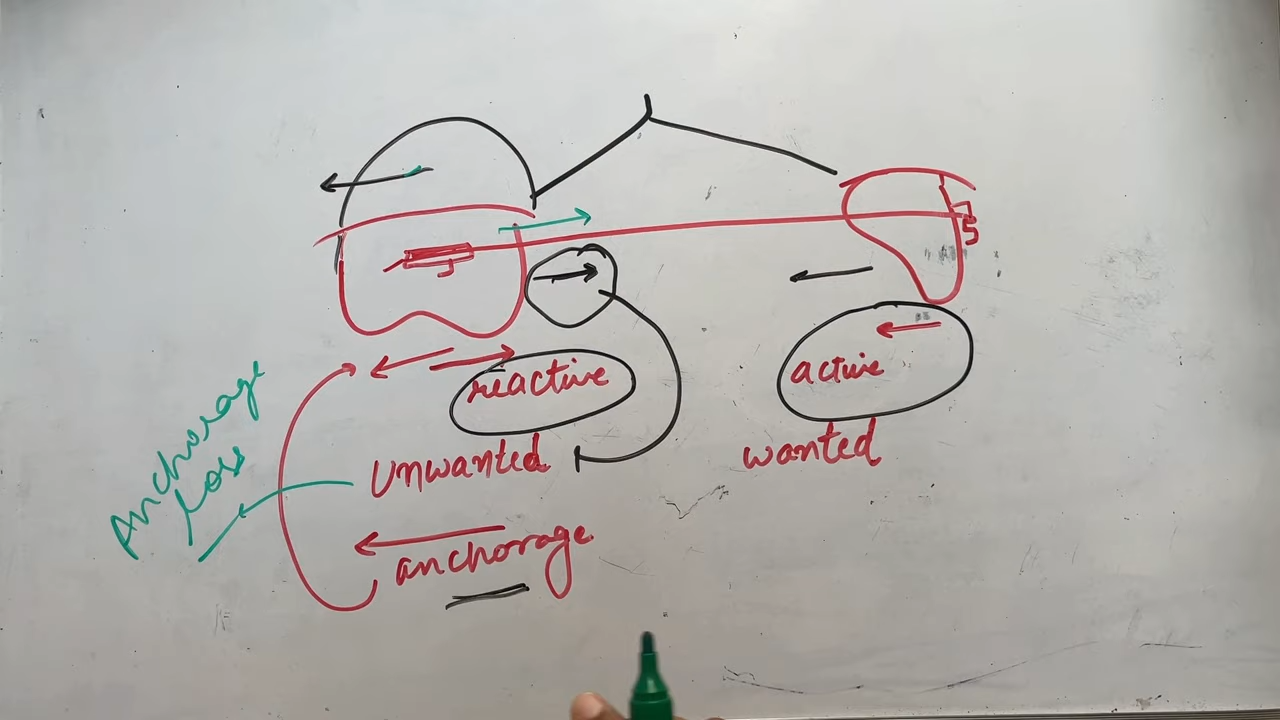 reactive
active
Unwanted
wanted
anchorage
Anchorage
loss